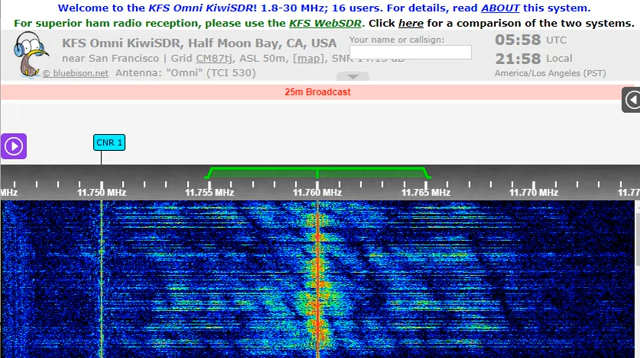 Welcome to the KFS Omni KiwiSDR! 1.8-30 MHz; 16 users. For details, read ABOUT this system.
For superior ham radio reception, please use the KFS WebSDR. Click here for a comparison of the two systems.
KFS Omni KiwiSDR, Half Moon Bay, CA, USA
near San Francisco | Grid CM87tj, ASL 50m, [map], SNR
© bluebison.net Antenna: "Omni" (TCI 530)
Your name or callsign:
05:58 UTC
21:58 Local
America/Los Angeles (PST)
25m Broadcast
CNR 1
MHz 11.750 MHz 11.755 MHz 11.760 MHz 11.765 MHz 11.770 MHz 11.77